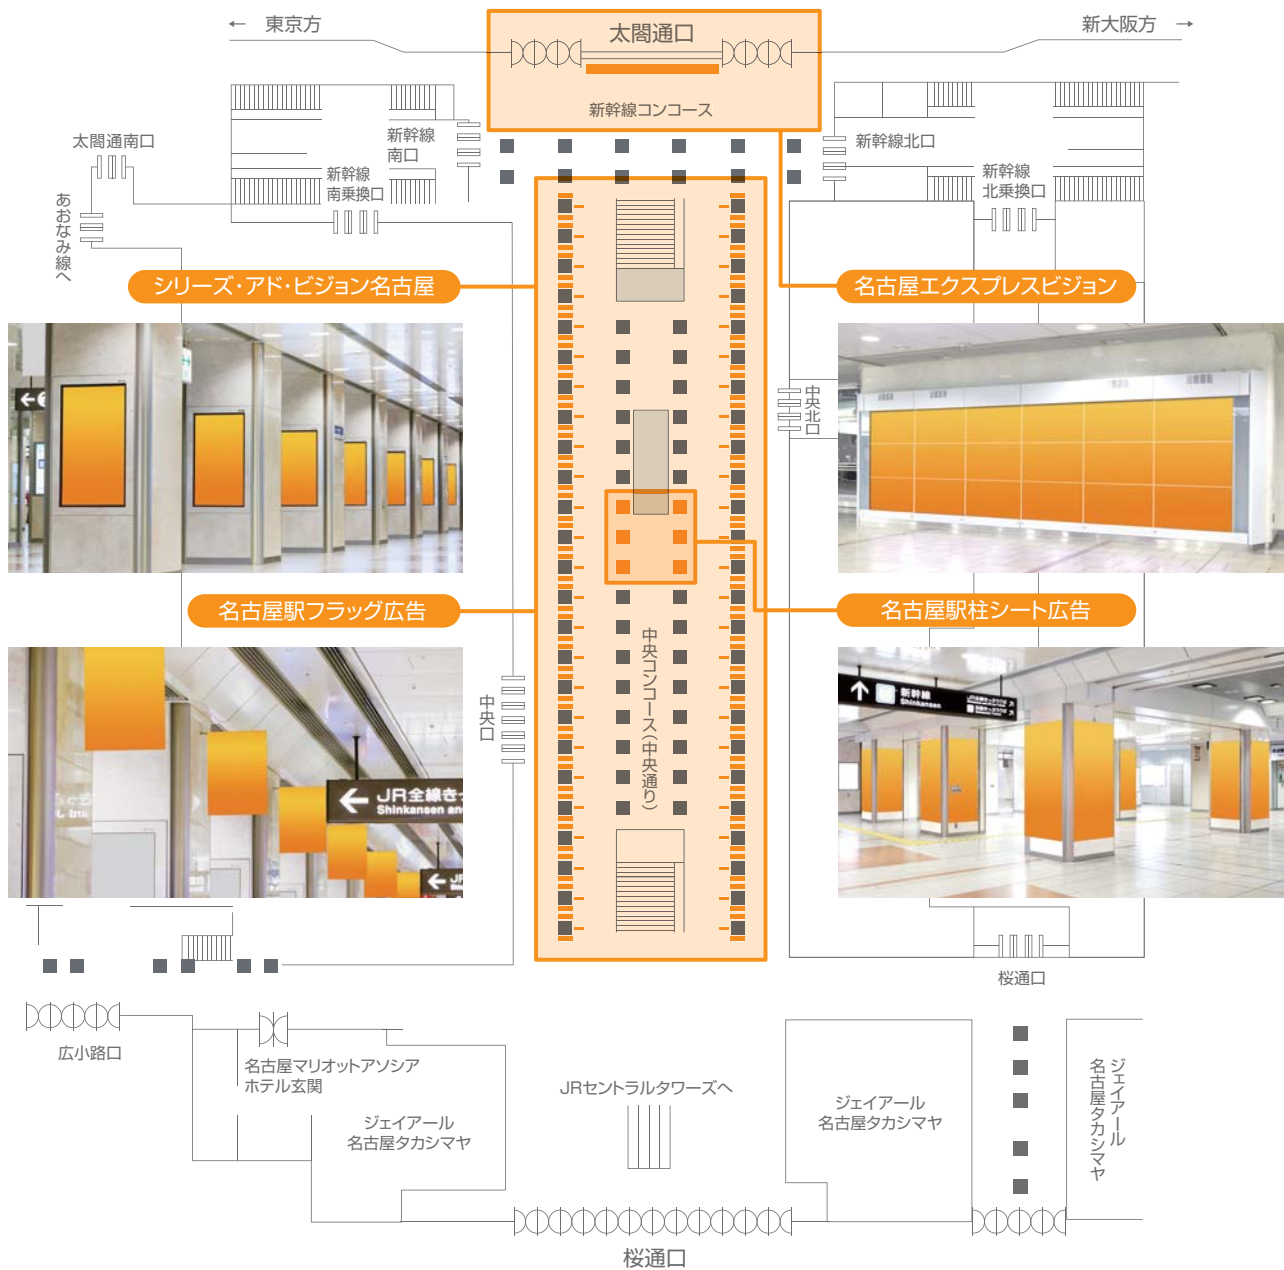 ← 東京方
太閤通口
新大阪方 →
新幹線コンコース
太閤通南口
新幹線
南口
新幹線北口
新幹線
南乗換口
新幹線
北乗換口
あおなみ線へ
シリーズ・アド・ビジョン名古屋
名古屋エクスプレスビジョン
中央北口
名古屋駅フラッグ広告
名古屋駅柱シート広告
中央コンコース(中央通り)
中央口
新幹線
Shinkansen
JR全線きっ
Shinkansen and
桜通口
広小路口
名古屋マリオットアソシア
ホテル玄関
JRセントラルタワーズへ
ジェイアール
名古屋タカシマヤ
ジェイアール
名古屋タカシマヤ
ジェイアール
名古屋タカシマヤ
桜通口